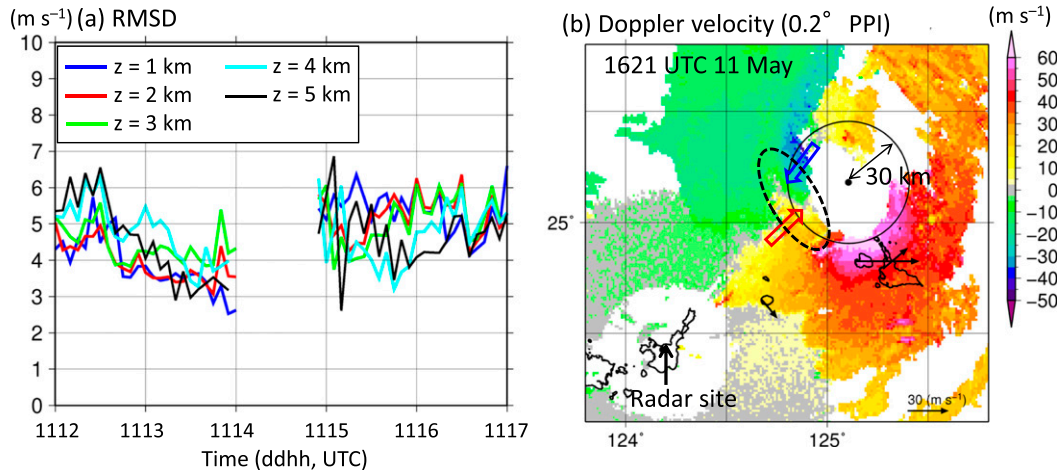 (m s⁻¹) (a) RMSD
10
9
8
7
6
5
4
3
2
1
0
z = 1 km
z = 2 km
z = 3 km
z = 4 km
z = 5 km
1112 1113 1114 1115 1116 1117
Time (ddhh, UTC)
(b) Doppler velocity (0.2° PPI)
(m s⁻¹)
1621 UTC 11 May
30 km
25°
Radar site
30 (m s⁻¹)
124° 125°
60
50
40
30
20
10
0
−10
−20
−30
−40
−50